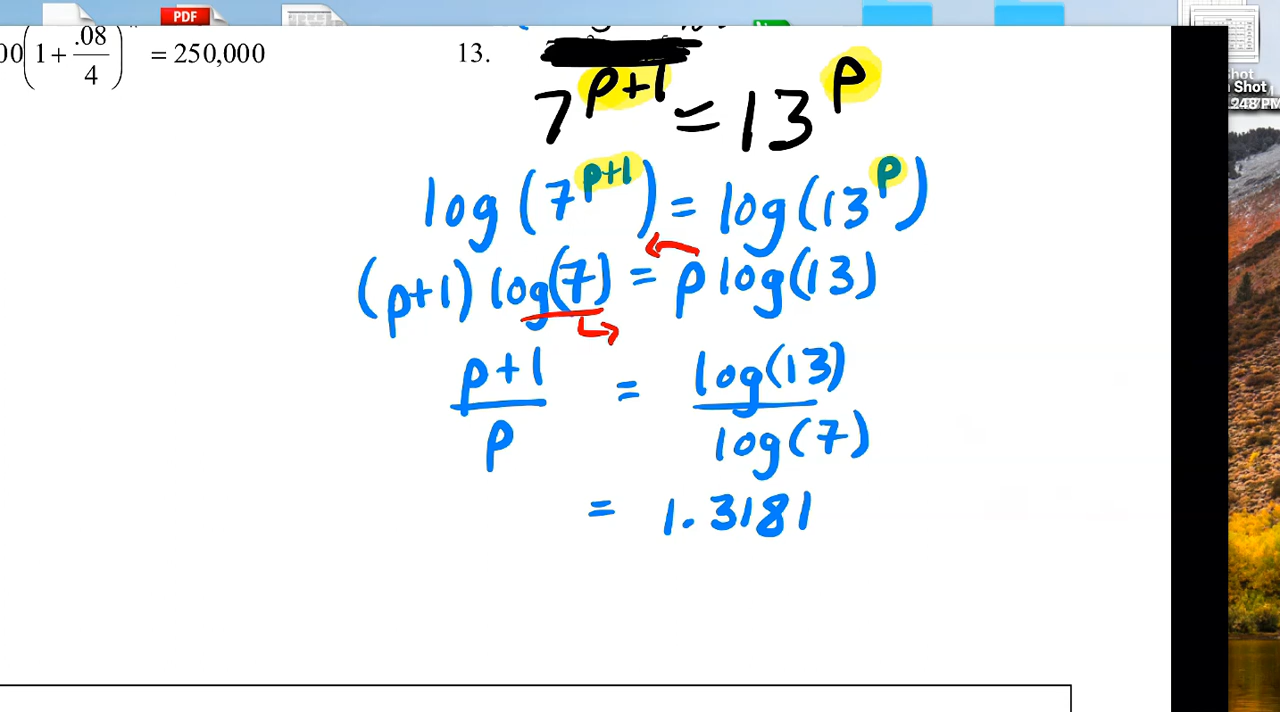 PDF
00(1+.08/4) = 250,000
13.
7^(p+1) = 13^p
log(7^(p+1)) = log(13^p)
(p+1) log(7) = p log(13)
p+1/p = log(13)/log(7)
= 1.3181
Shot
n Shot
2.48 PM